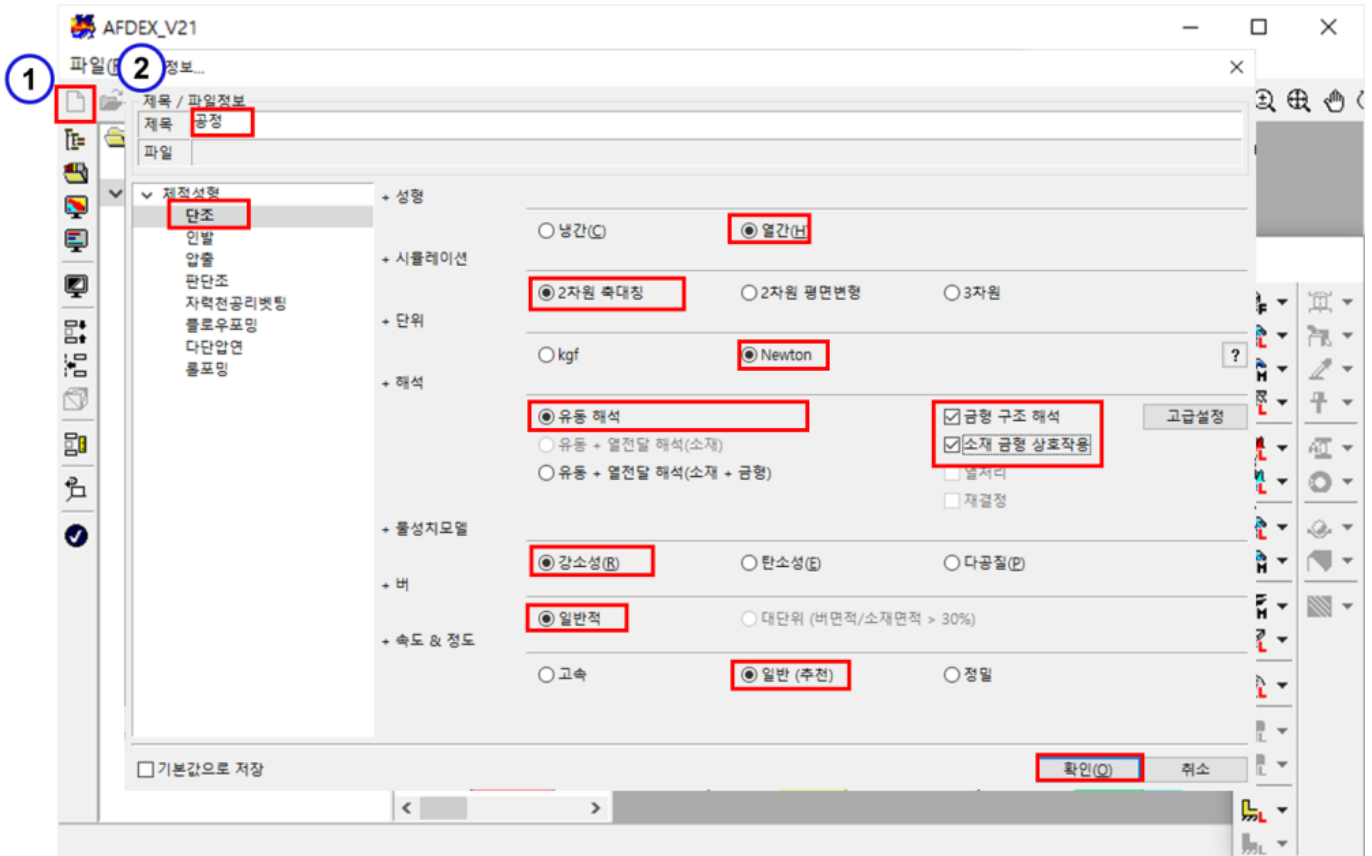 AFDEX_V21
1
파일(F
2
정보...
제목 / 파일정보
제목 공정
파일
체적성형
단조
인발
압출
판단조
자력천공리벳팅
플로우포밍
다단압연
롤포밍
+ 성형
냉간(C) 열간(H)
+ 시뮬레이션
2차원 축대칭 2차원 평면변형 3차원
+ 단위
kgf Newton ?
+ 해석
유동 해석 금형 구조 해석 고급설정
유동 + 열전달 해석(소재) 소재 금형 상호작용
유동 + 열전달 해석(소재 + 금형) 열처리
재결정
+ 물성치모델
강소성(R) 탄소성(E) 다공질(P)
+ 버
일반적 대단위 (버면적/소재면적 > 30%)
+ 속도 & 정도
고속 일반 (추천) 정밀
기본값으로 저장 확인(O) 취소